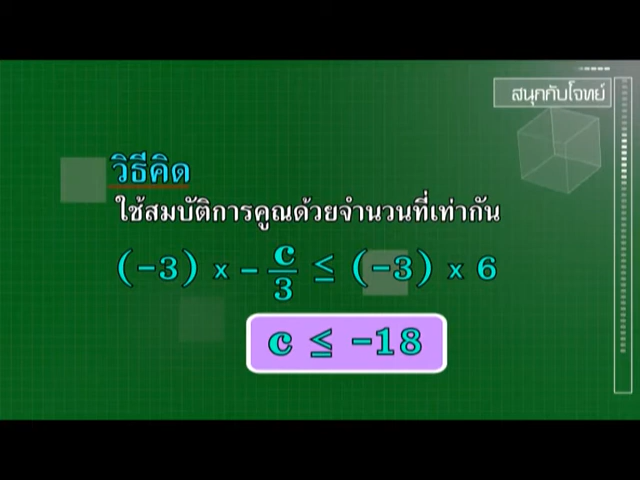 สนุกกับโจทย์
วิธีคิด
ใช้สมบัติการคูณด้วยจำนวนที่เท่ากัน
(-3) x - c/3 ≤ (-3) x 6
c ≤ -18